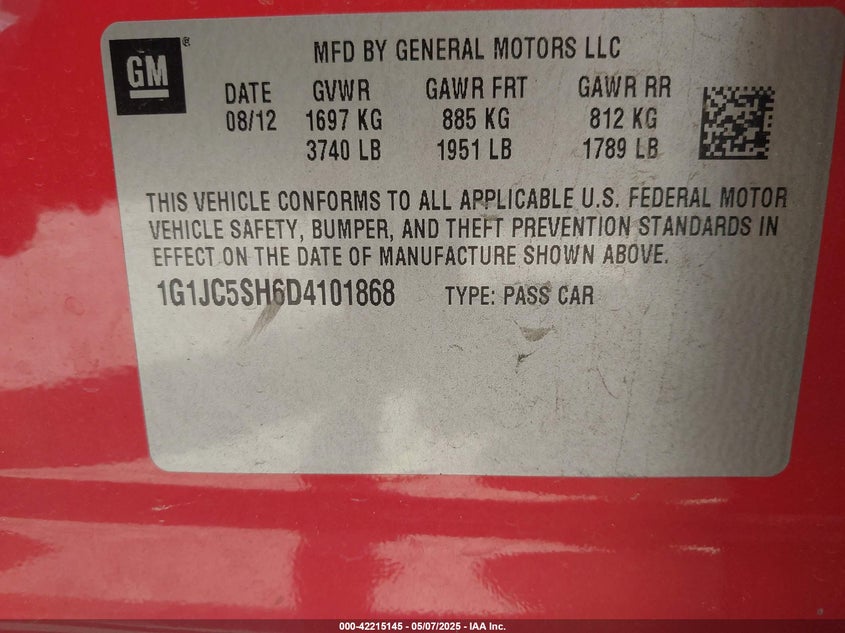 GM ®
MFD BY GENERAL MOTORS LLC
DATE GVWR GAWR FRT GAWR RR
08/12 1697 KG 885 KG 812 KG
3740 LB 1951 LB 1789 LB
THIS VEHICLE CONFORMS TO ALL APPLICABLE U.S. FEDERAL MOTOR
VEHICLE SAFETY, BUMPER, AND THEFT PREVENTION STANDARDS IN
EFFECT ON THE DATE OF MANUFACTURE SHOWN ABOVE.
1G1JC5SH6D4101868 TYPE: PASS CAR
000-42215145 - 05/07/2025 - IAA Inc.